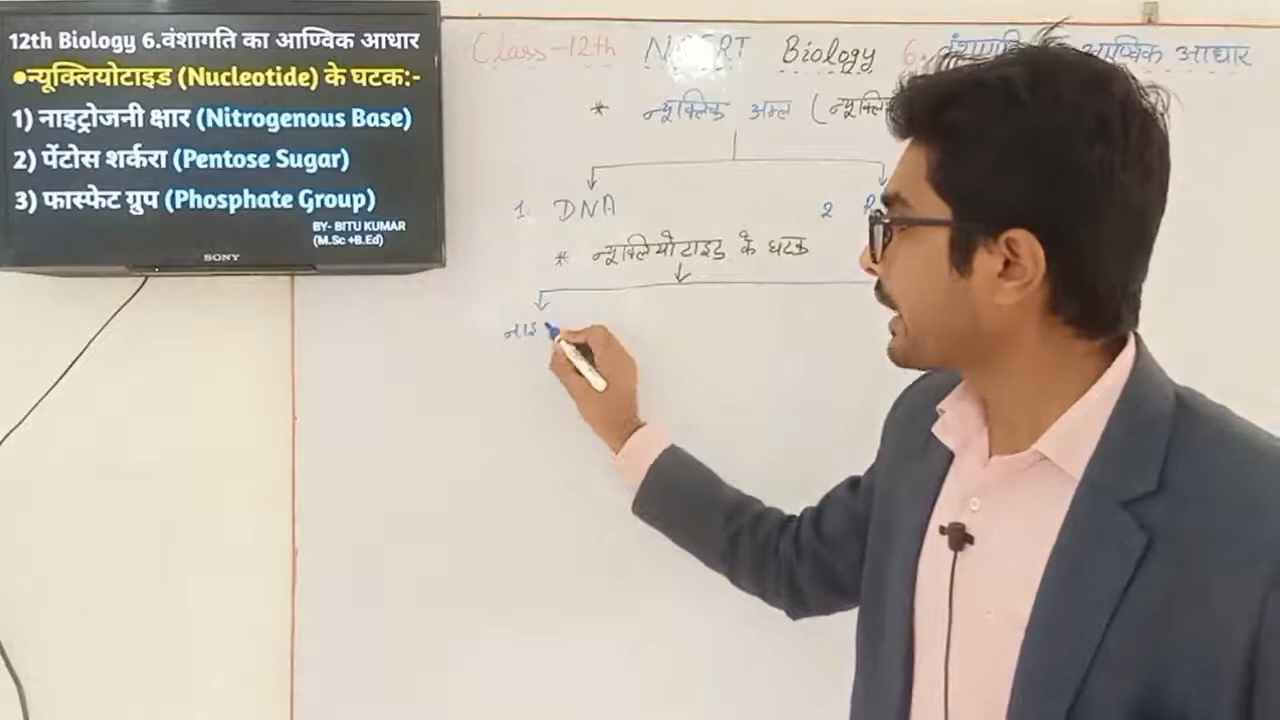 12th Biology 6.वंशागति का आण्विक आधार
●न्यूक्लियोटाइड (Nucleotide) के घटक:-
1) नाइट्रोजनी क्षार (Nitrogenous Base)
2) पेंटोस शर्करा (Pentose Sugar)
3) फास्फेट ग्रुप (Phosphate Group)
BY- BITU KUMAR
(M.Sc +B.Ed)
SONY
Class-12th Biology 6. आण्विक आधार
* न्यूक्लिक अम्ल
1 DNA 2
* न्यूक्लियोटाइड के घटक
नाइ